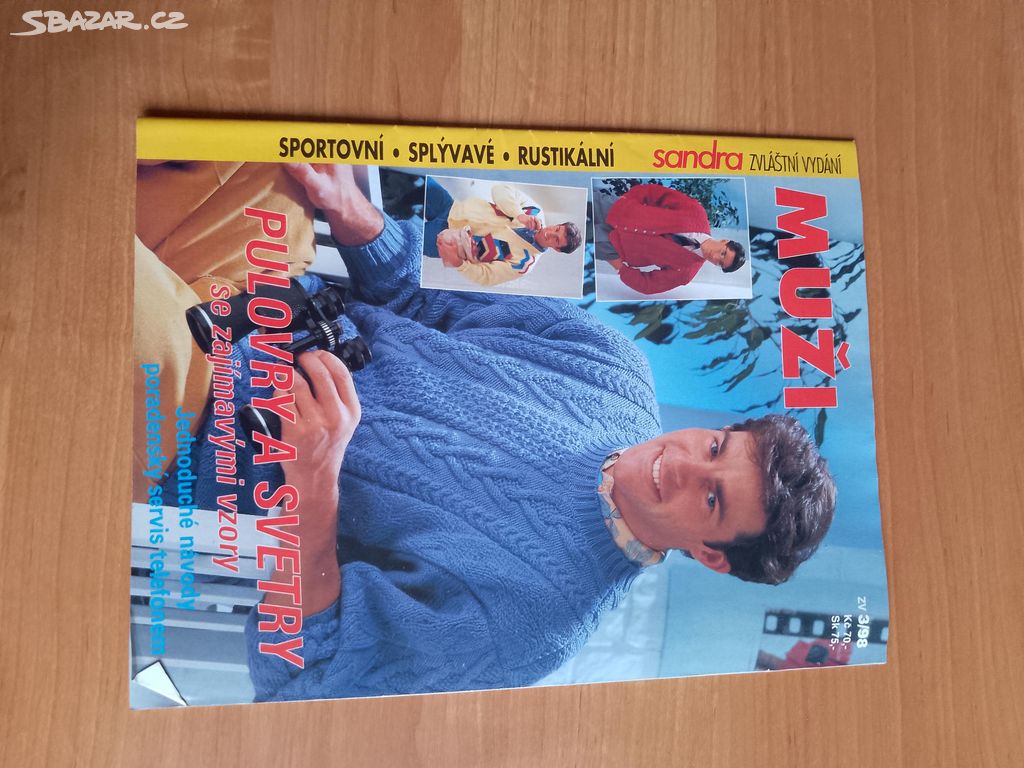 SBAZAR.CZ
SPORTOVNÍ • SPLÝVAVÉ • RUSTIKÁLNÍ
sandra ZVLÁŠTNÍ VYDÁNÍ
MUŽI
zv 3/98
Kč 70,-
Sk 75,-
PULOVRY A SVETRY
se zajímavými vzory
Jednoduché návody
poradenský servis telefonem